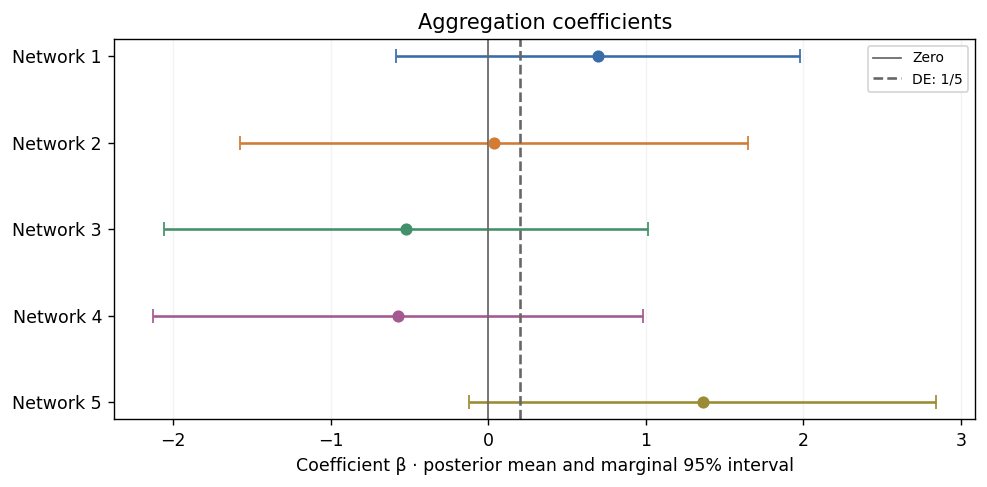 Aggregation coefficients
Network 1
Network 2
Network 3
Network 4
Network 5
Zero
DE: 1/5
−2
−1
0
1
2
3
Coefficient β · posterior mean and marginal 95% interval